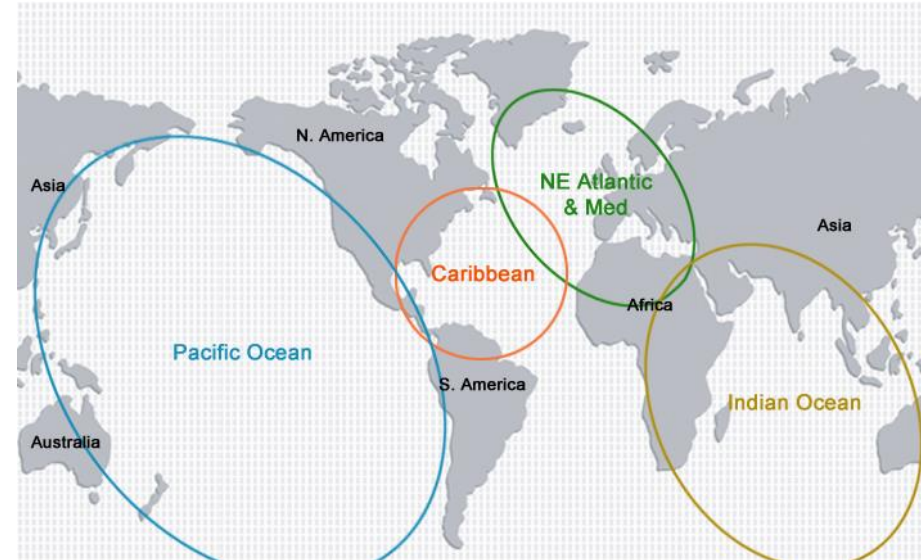 N. America
Asia
NE Atlantic
& Med
Asia
Caribbean
Africa
Pacific Ocean
S. America
Indian Ocean
Australia